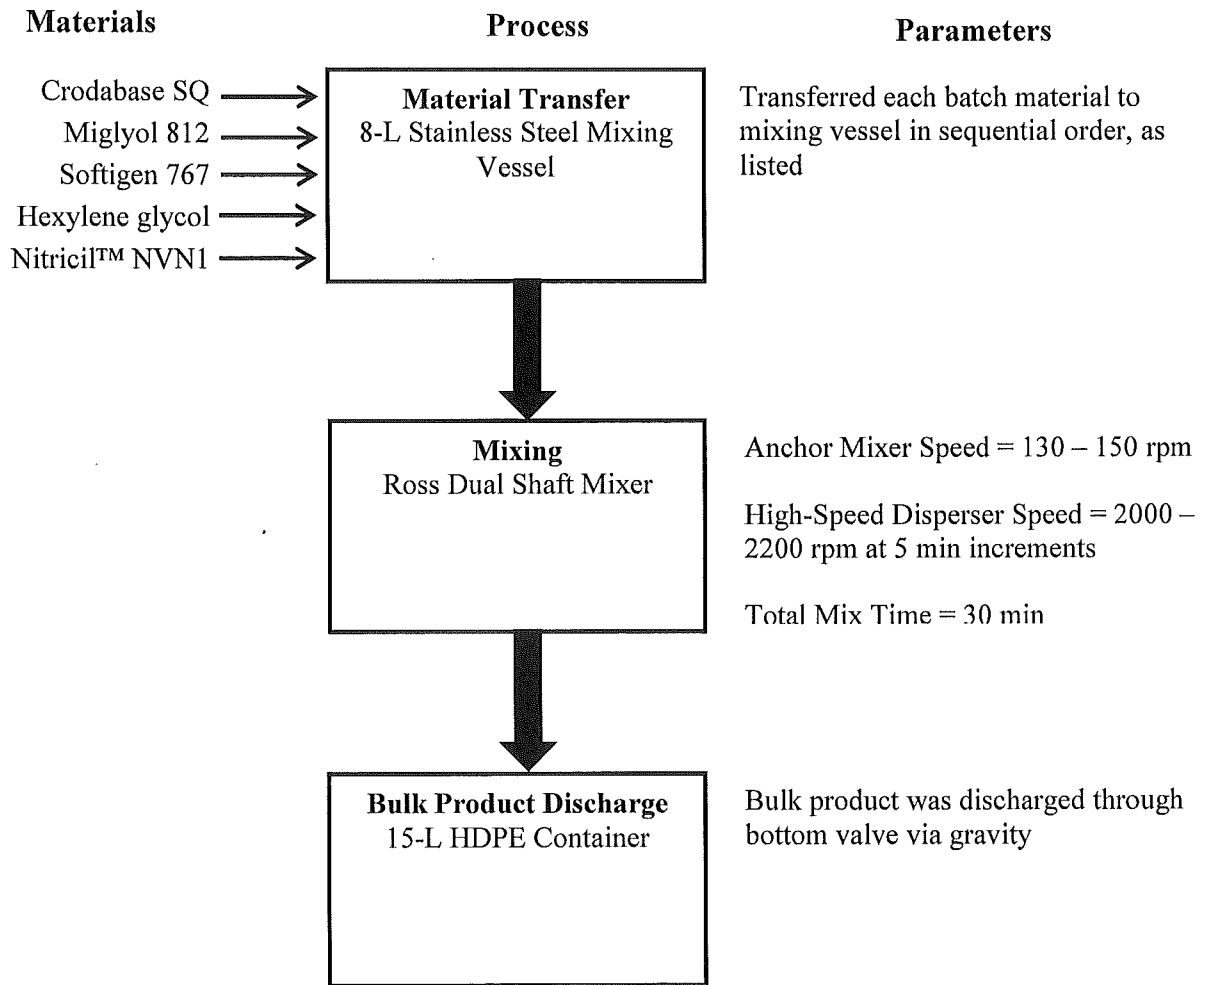 Materials
Process
Parameters
Crodabase SQ
Miglyol 812
Softigen 767
Hexylene glycol
Nitricil™ NVN1
Material Transfer
8-L Stainless Steel Mixing
Vessel
Transferred each batch material to
mixing vessel in sequential order, as
listed
Mixing
Ross Dual Shaft Mixer
Anchor Mixer Speed = 130 – 150 rpm
High-Speed Disperser Speed = 2000 –
2200 rpm at 5 min increments
Total Mix Time = 30 min
Bulk Product Discharge
15-L HDPE Container
Bulk product was discharged through
bottom valve via gravity